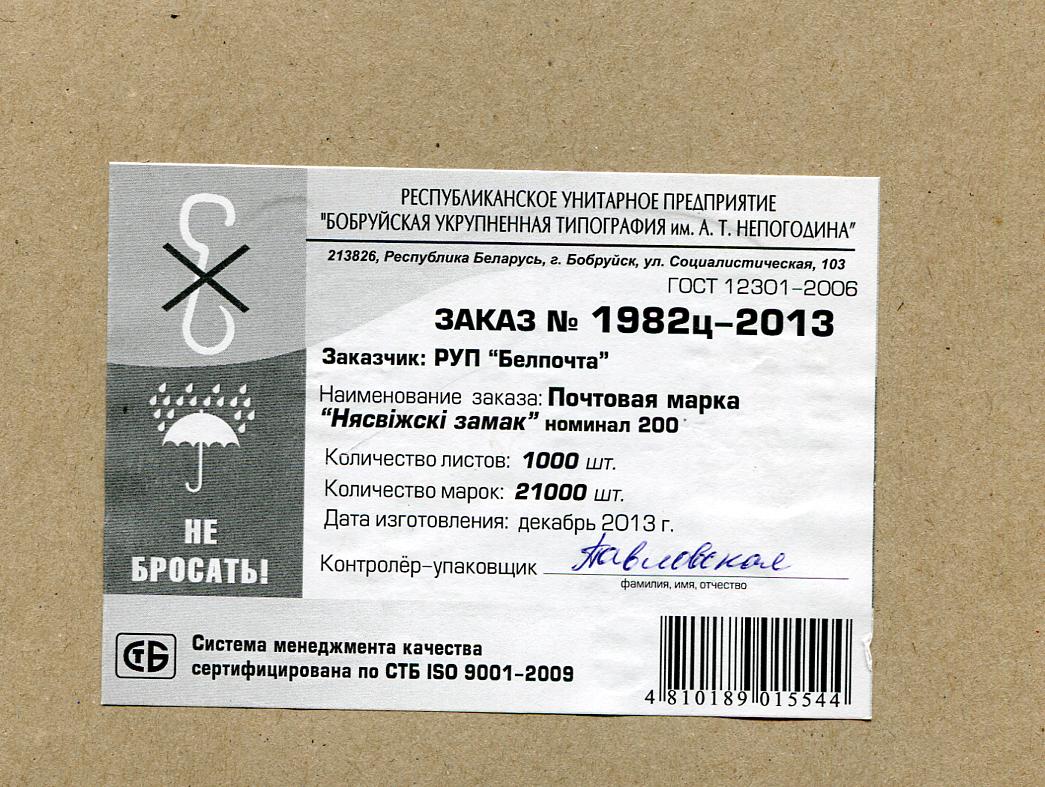 РЕСПУБЛИКАНСКОЕ УНИТАРНОЕ ПРЕДПРИЯТИЕ
"БОБРУЙСКАЯ УКРУПНЕННАЯ ТИПОГРАФИЯ им. А. Т. НЕПОГОДИНА"
213826, Республика Беларусь, г. Бобруйск, ул. Социалистическая, 103
ГОСТ 12301-2006
ЗАКАЗ № 1982ц-2013
Заказчик: РУП "Белпочта"
Наименование заказа: Почтовая марка
"Нясвіжскі замак" номинал 200
Количество листов: 1000 шт.
Количество марок: 21000 шт.
Дата изготовления: декабрь 2013 г.
Контролёр-упаковщик Павловская
фамилия, имя, отчество
НЕ
БРОСАТЬ!
СТБ
Система менеджмента качества
сертифицирована по СТБ ISO 9001-2009
4 810189 015544